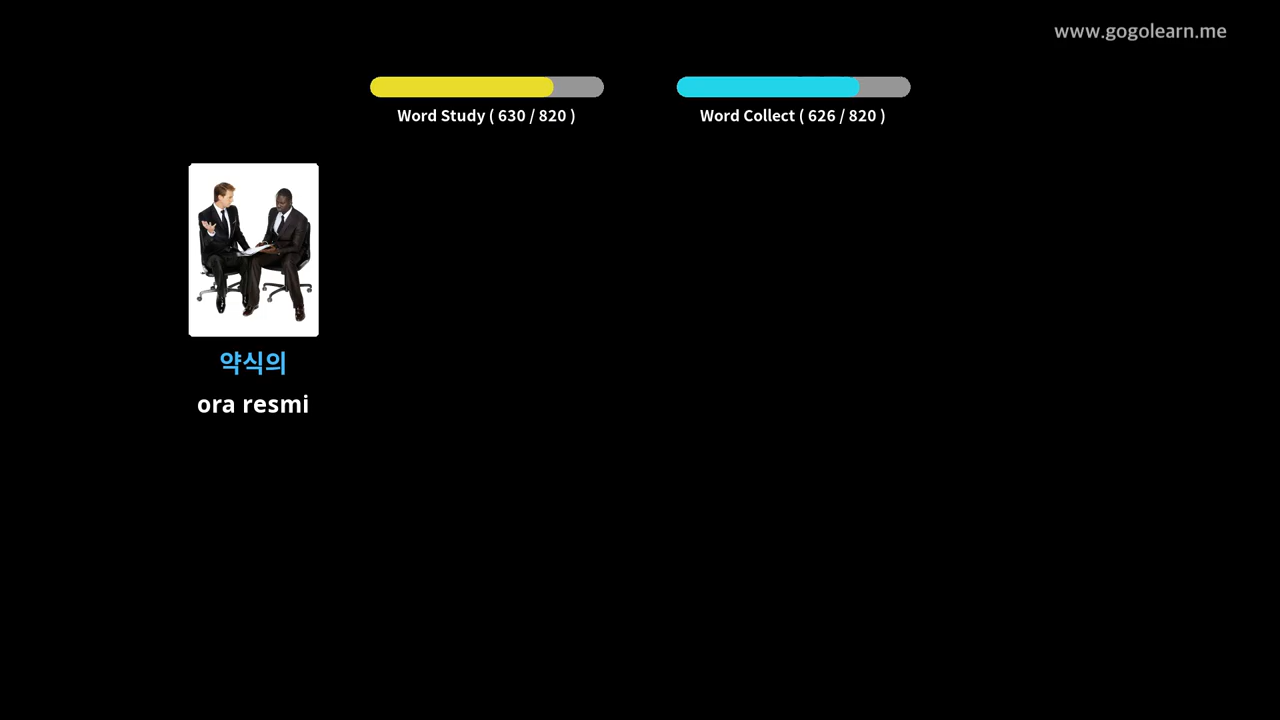 www.gogolearn.me
Word Study ( 630 / 820 )
Word Collect ( 626 / 820 )
약식의
ora resmi